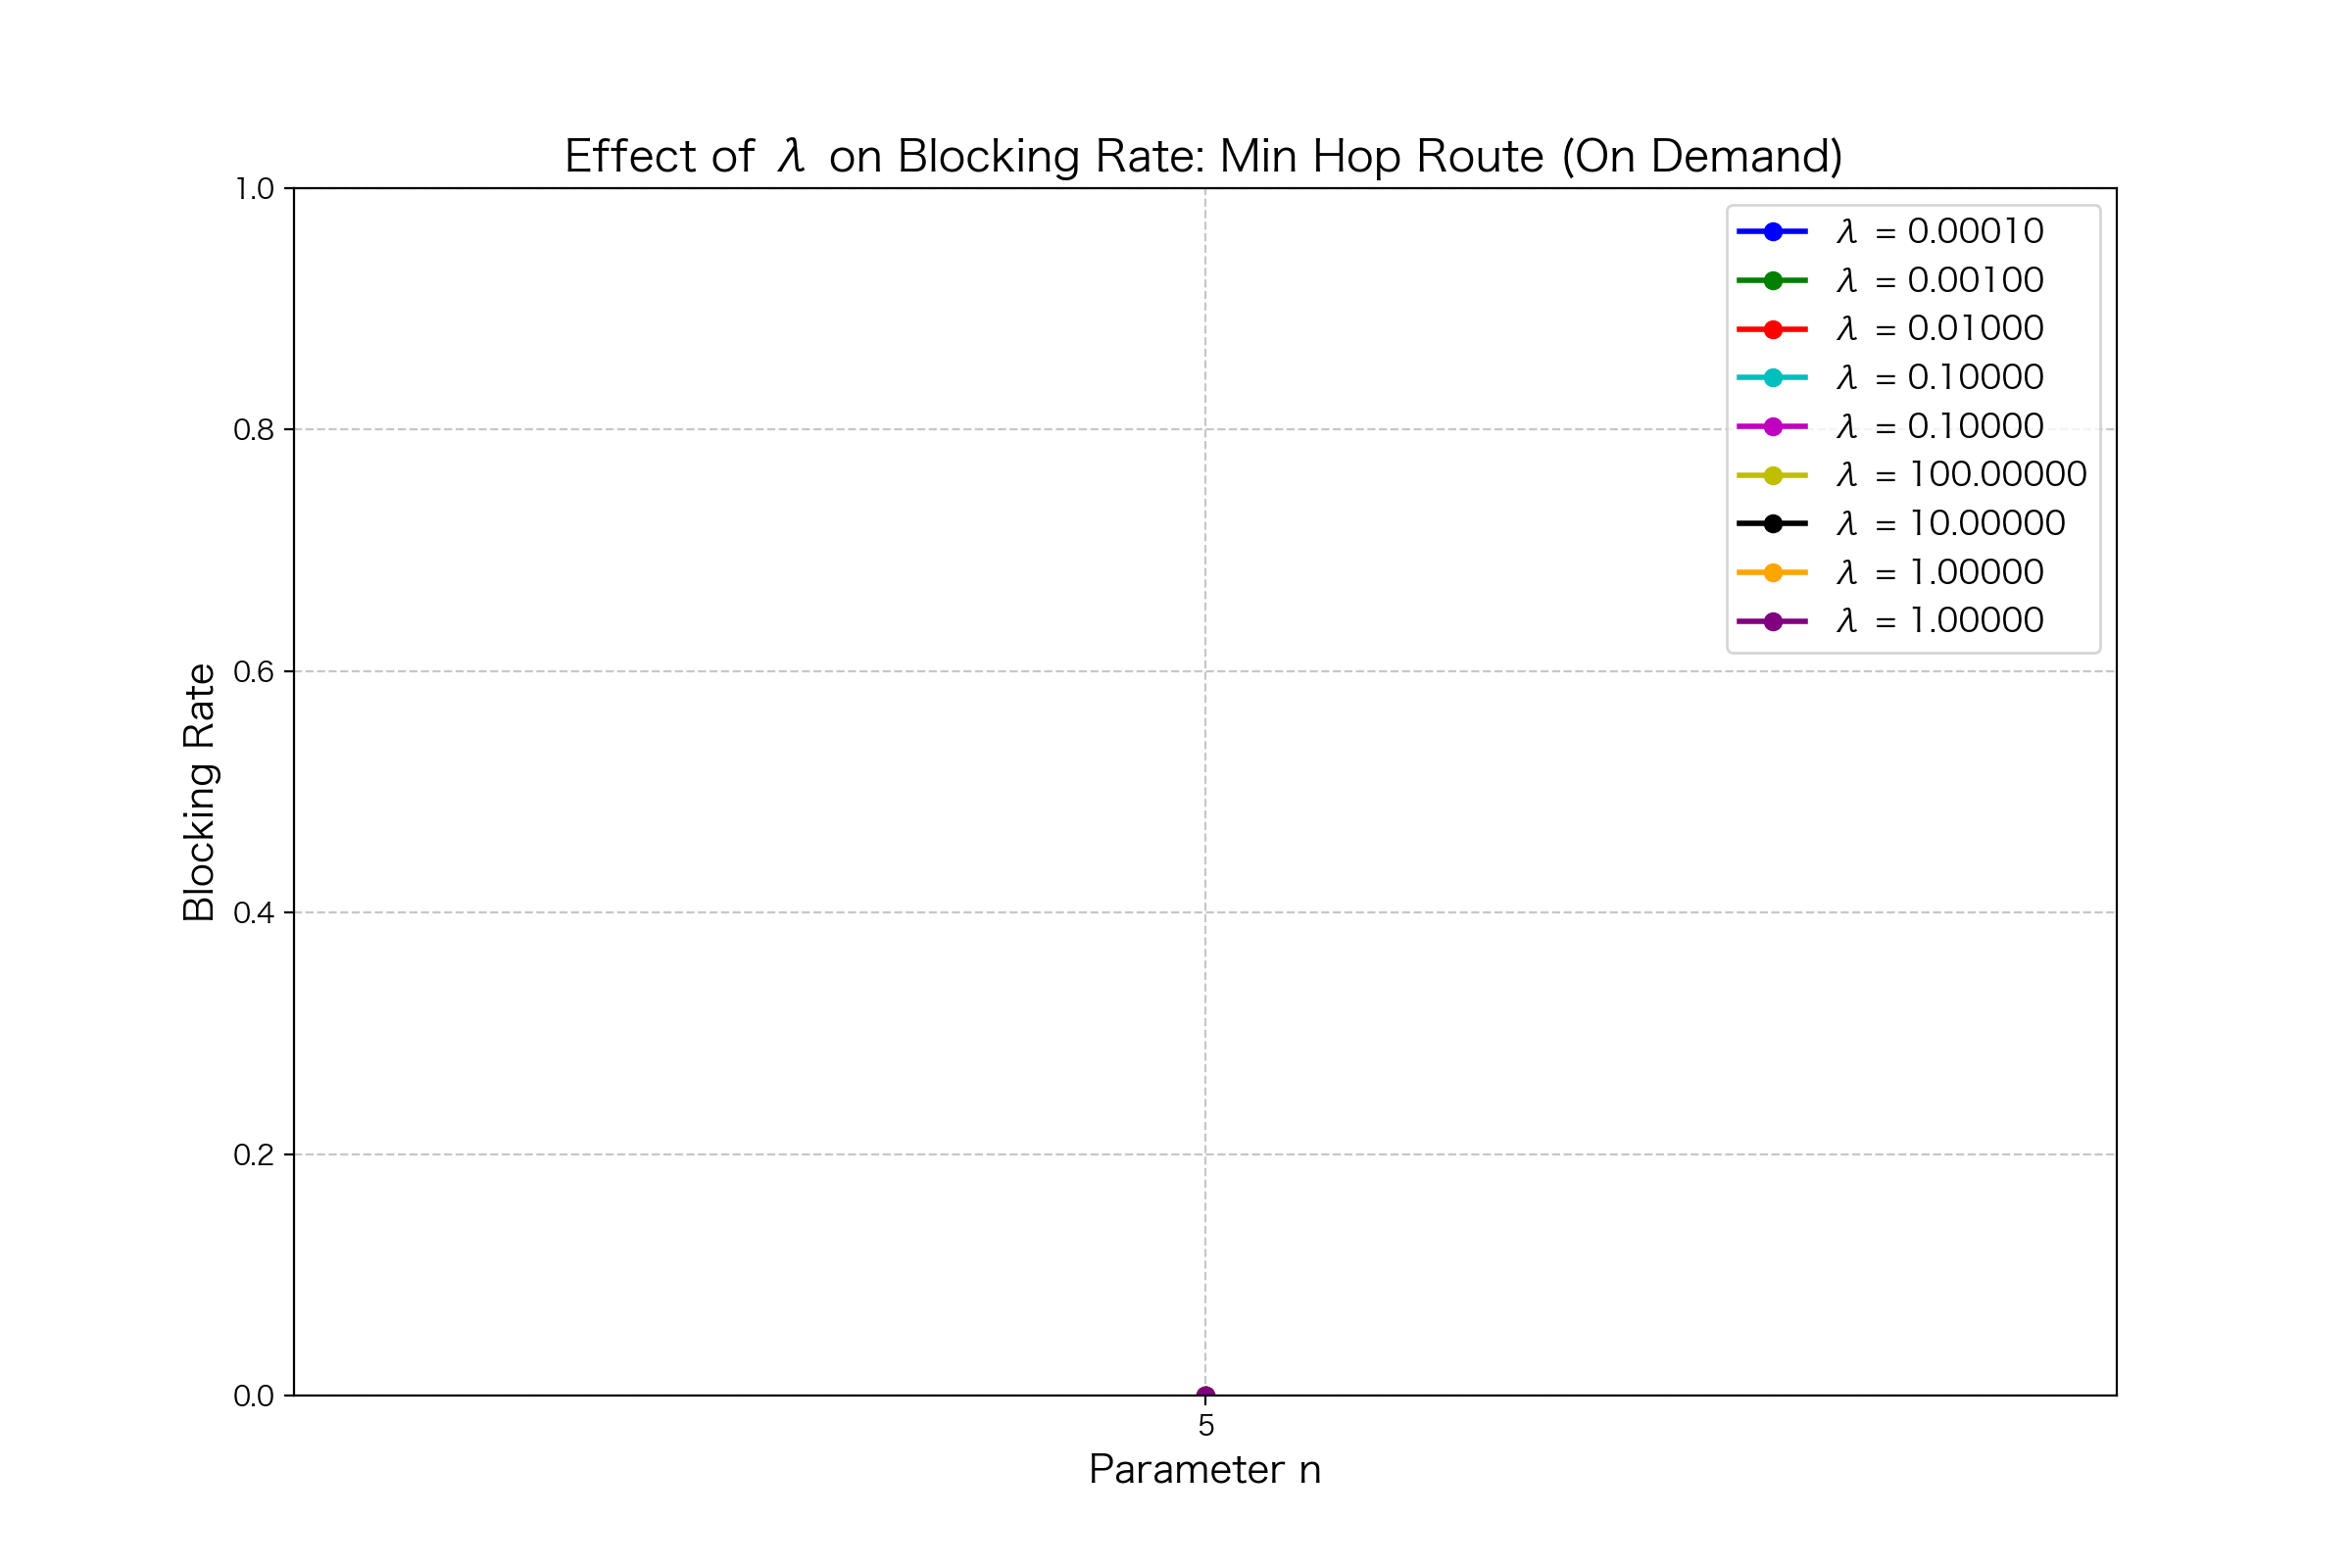 Effect of λ on Blocking Rate: Min Hop Route (On Demand)
1.0
0.8
0.6
0.4
0.2
0.0
Blocking Rate
5
Parameter n
λ = 0.00010
λ = 0.00100
λ = 0.01000
λ = 0.10000
λ = 0.10000
λ = 100.00000
λ = 10.00000
λ = 1.00000
λ = 1.00000